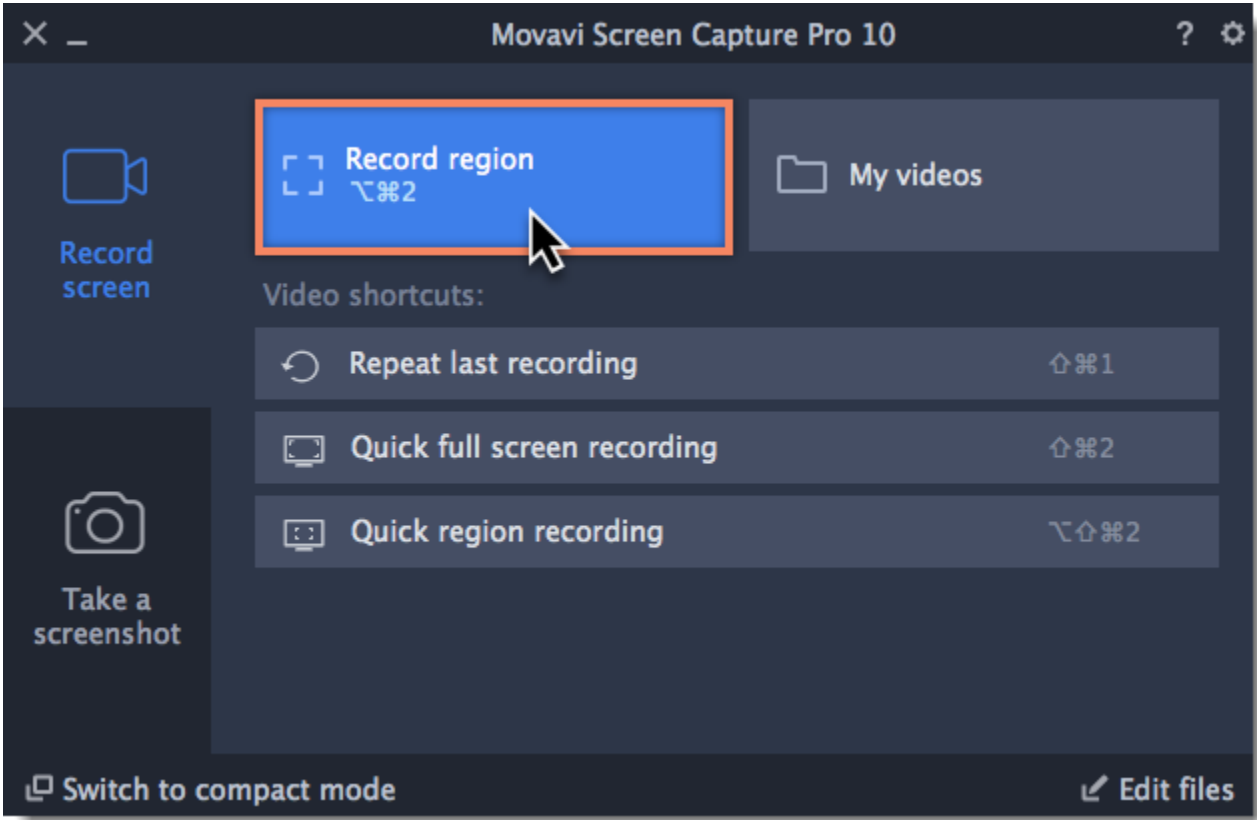 Movavi Screen Capture Pro 10
?
Record region
⌥⌘2
My videos
Record
screen
Video shortcuts:
Repeat last recording ⇧⌘1
Quick full screen recording ⇧⌘2
Quick region recording ⌥⇧⌘2
Take a
screenshot
Switch to compact mode
Edit files